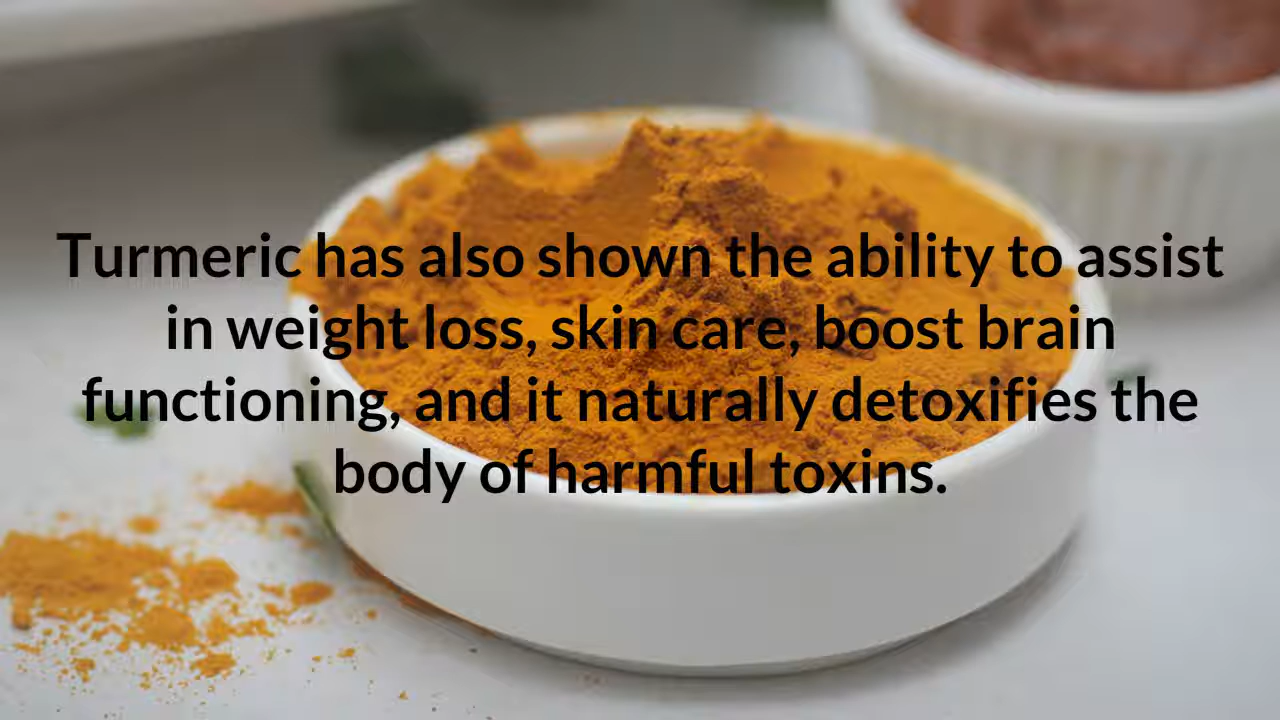 Turmeric has also shown the ability to assist
in weight loss, skin care, boost brain
functioning, and it naturally detoxifies the
body of harmful toxins.